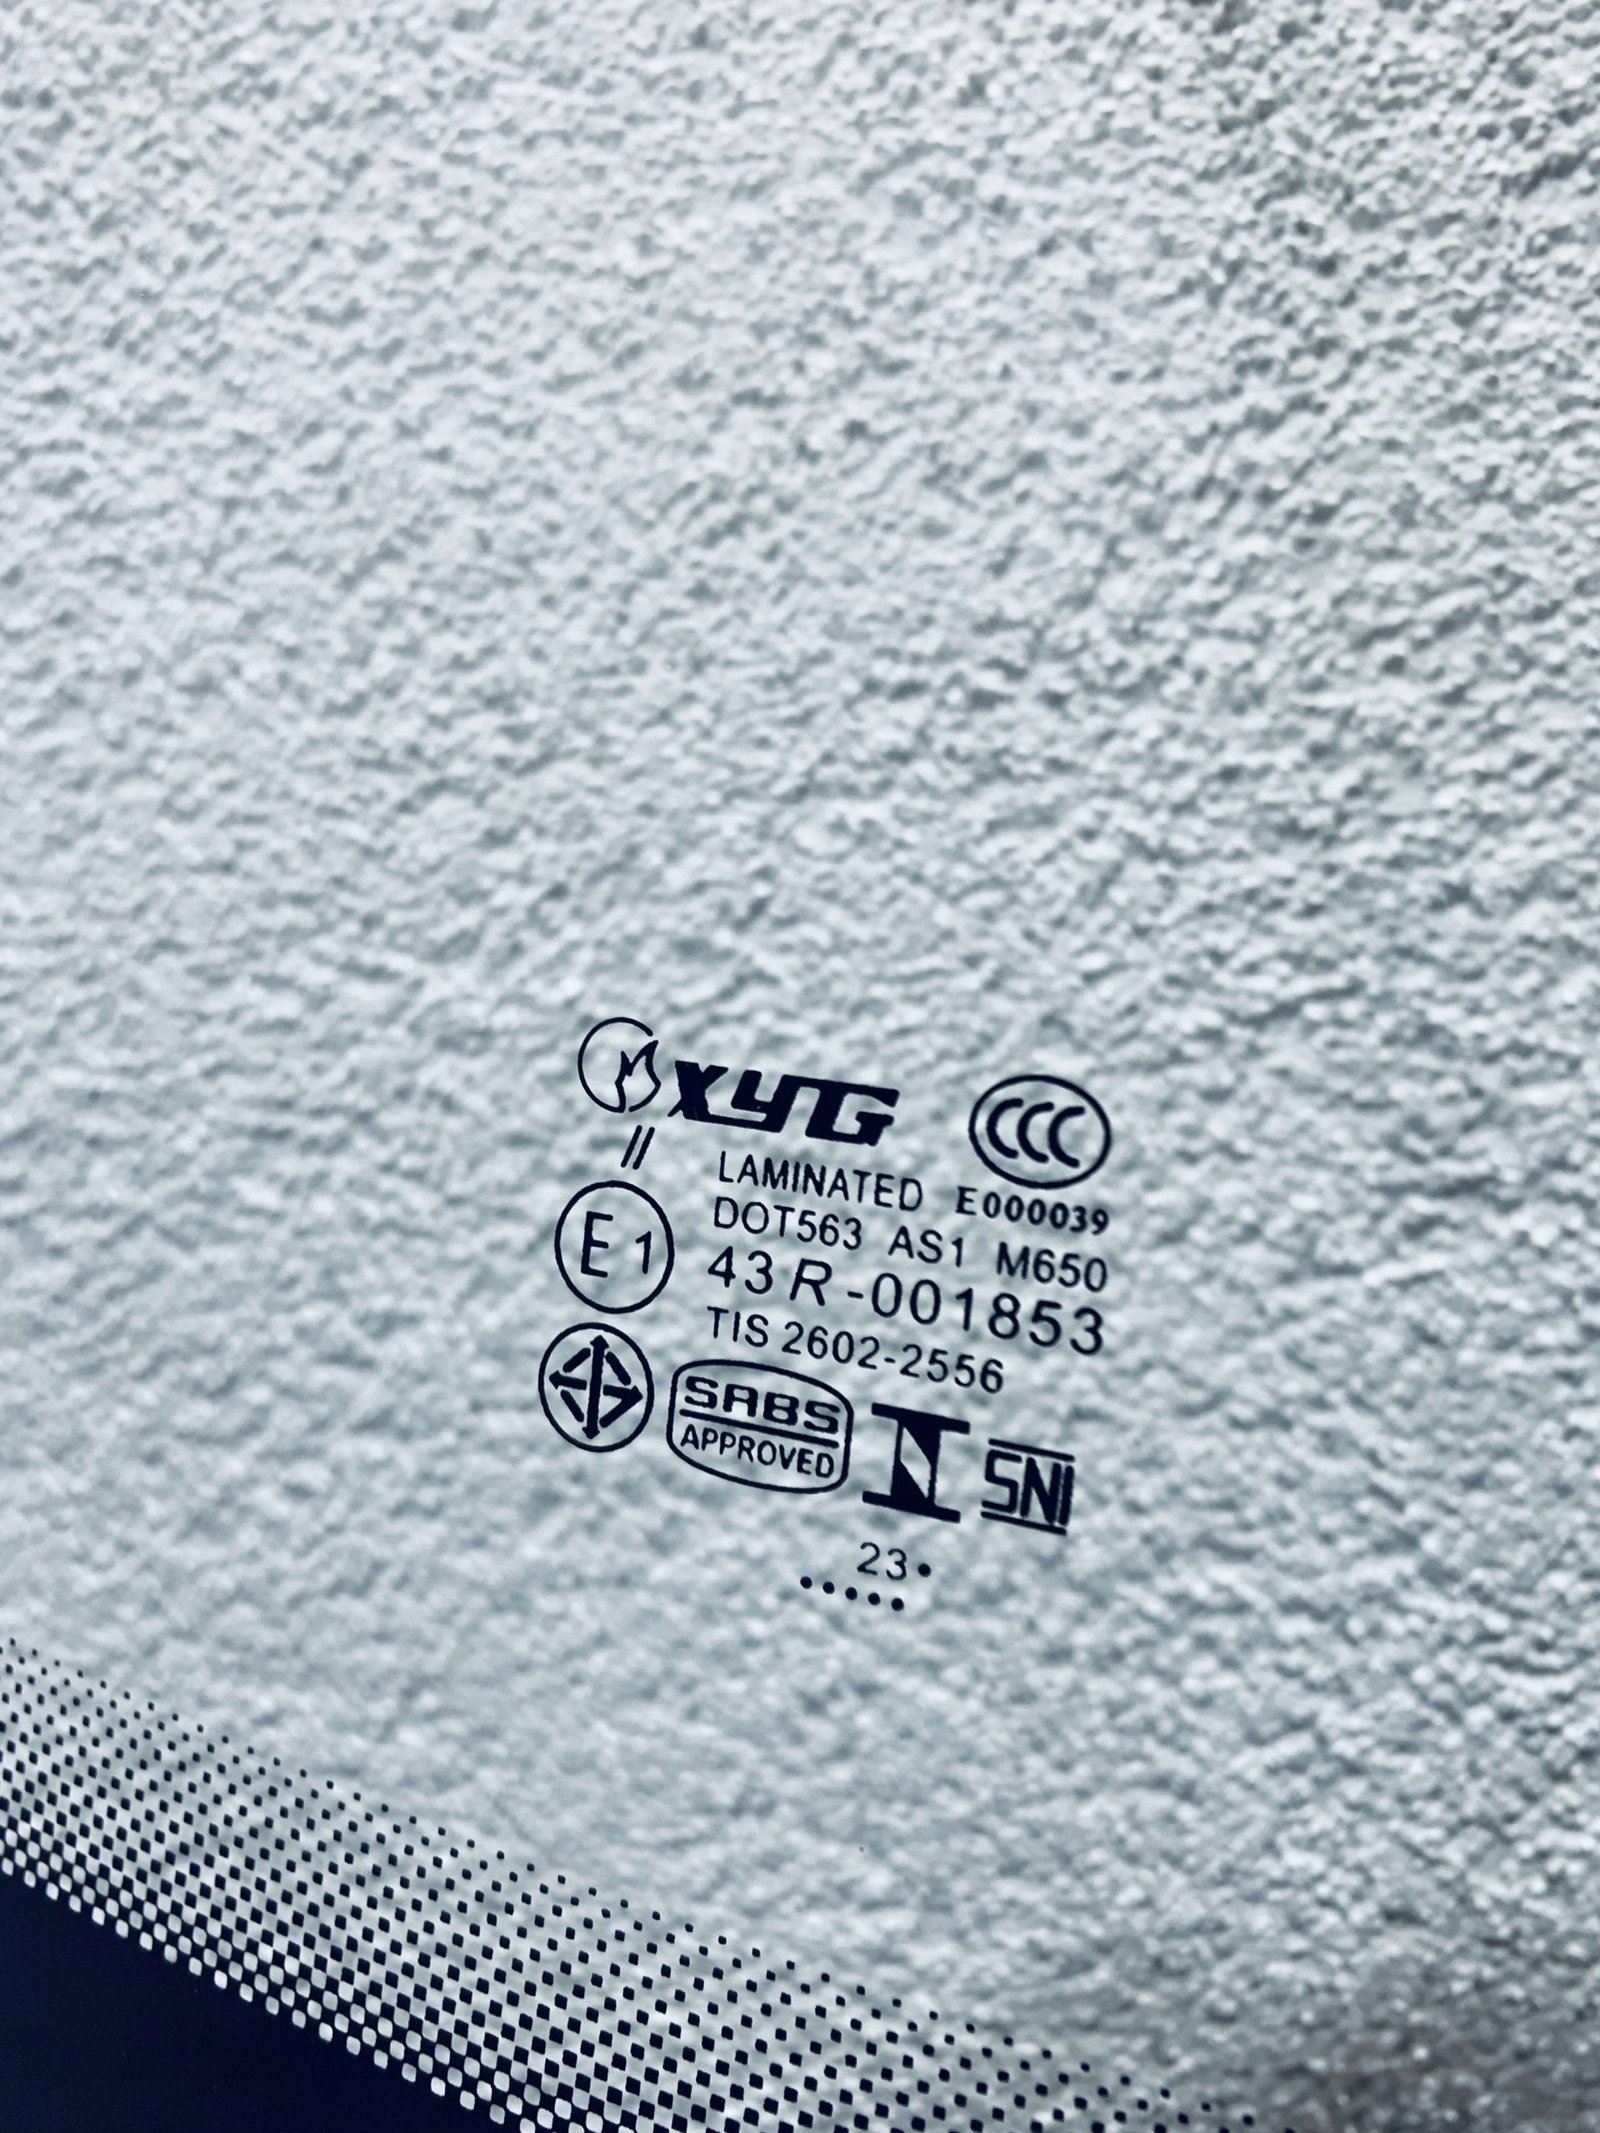 XYG
CCC
//
LAMINATED E000039
DOT563 AS1 M650
E1
43R-001853
TIS 2602-2556
SABS
APPROVED
SNI
23•
•••••